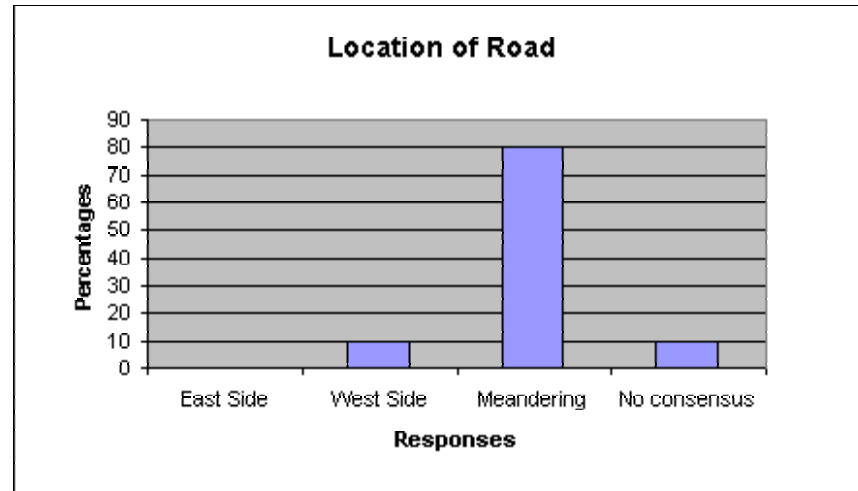 Location of Road
Percentages
90
80
70
60
50
40
30
20
10
0
East Side West Side Meandering No consensus
Responses